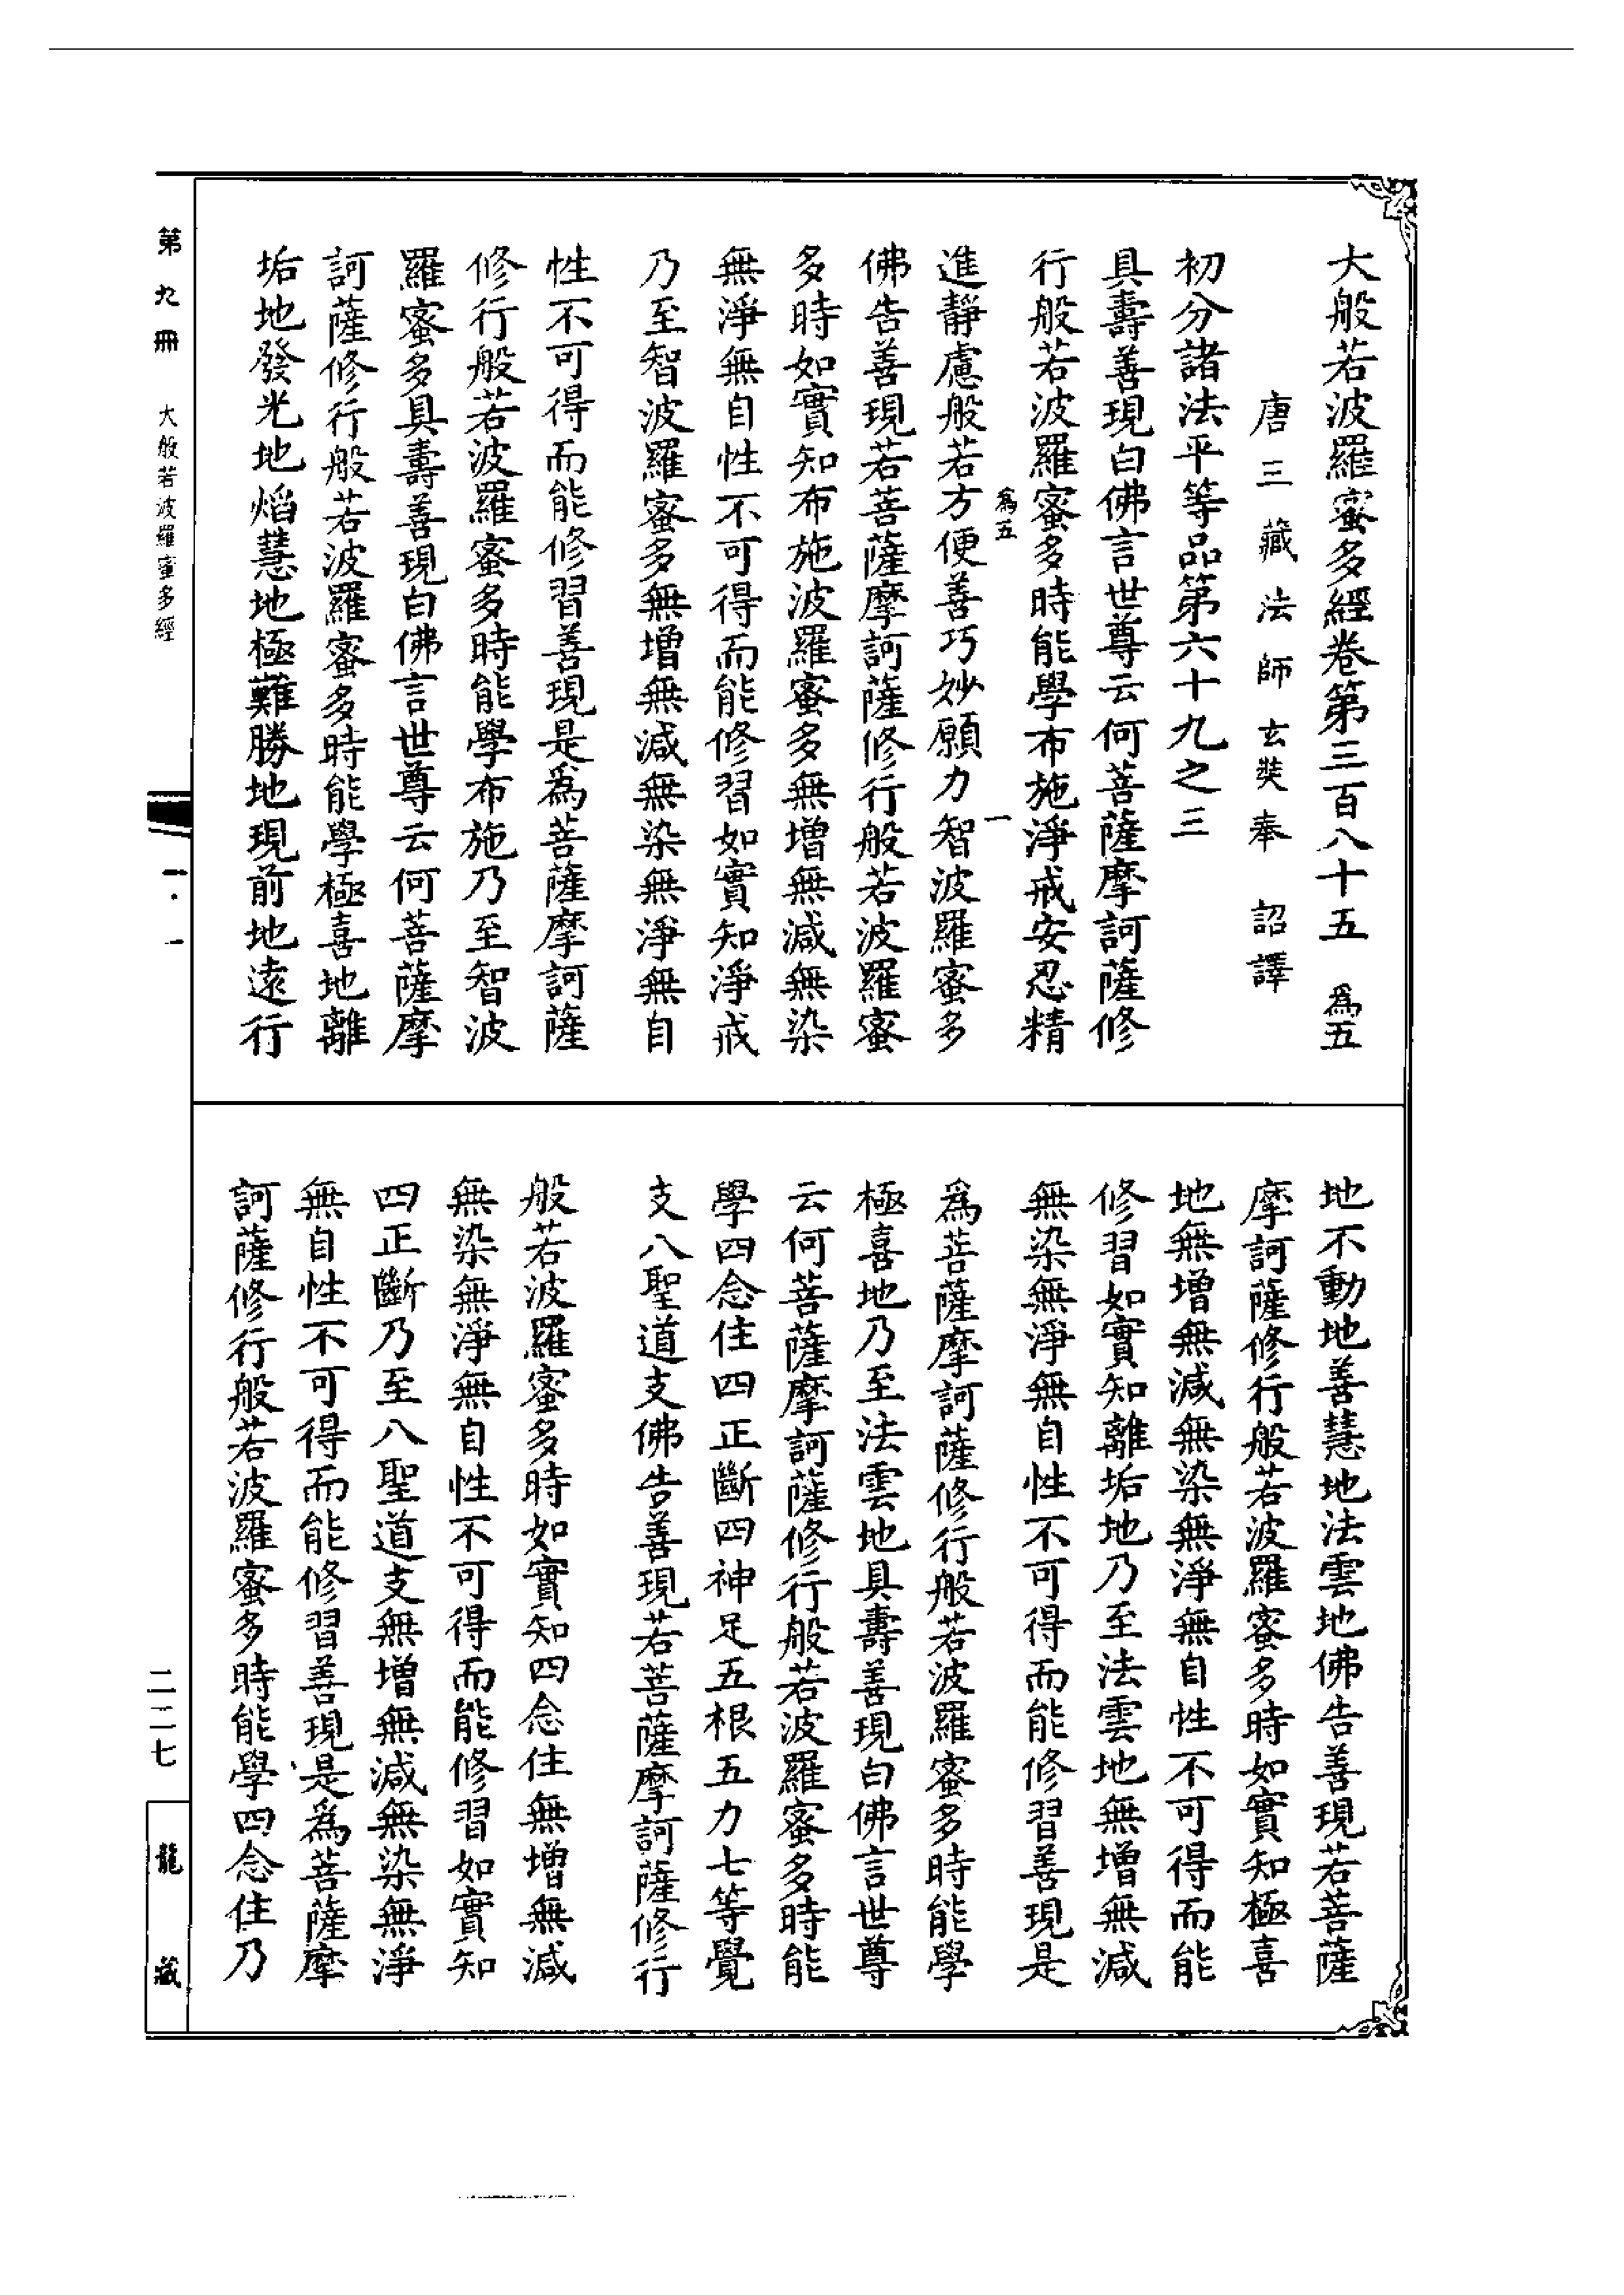 大般若波羅蜜多經卷第三百八十五　為五
唐三藏法師玄奘奉　詔譯
初分諸法平等品第六十九之三
具壽善現白佛言世尊云何菩薩摩訶薩修
行般若波羅蜜多時能學布施淨戒安忍精
為五　一
進靜慮般若方便善巧妙願力智波羅蜜多
佛告善現若菩薩摩訶薩修行般若波羅蜜
多時如實知布施波羅蜜多無增無減無染
無淨無自性不可得而能修習如實知淨戒
乃至智波羅蜜多無增無減無染無淨無自
性不可得而能修習善現是為菩薩摩訶薩
修行般若波羅蜜多時能學布施乃至智波
羅蜜多具壽善現白佛言世尊云何菩薩摩
訶薩修行般若波羅蜜多時能學極喜地離
垢地發光地焰慧地極難勝地現前地遠行
地不動地善慧地法雲地佛告善現若菩薩
摩訶薩修行般若波羅蜜多時如實知極喜
地無增無減無染無淨無自性不可得而能
修習如實知離垢地乃至法雲地無增無減
無染無淨無自性不可得而能修習善現是
為菩薩摩訶薩修行般若波羅蜜多時能學
極喜地乃至法雲地具壽善現白佛言世尊
云何菩薩摩訶薩修行般若波羅蜜多時能
學四念住四正斷四神足五根五力七等覺
支八聖道支佛告善現若菩薩摩訶薩修行
般若波羅蜜多時如實知四念住無增無減
無染無淨無自性不可得而能修習如實知
四正斷乃至八聖道支無增無減無染無淨
無自性不可得而能修習善現是為菩薩摩
訶薩修行般若波羅蜜多時能學四念住乃
第九冊　大般若波羅蜜多經
一·一
二二七
龍藏